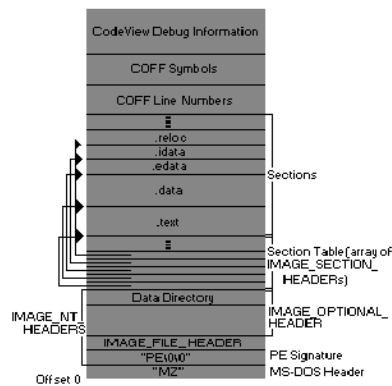 CodeView Debug Information
COFF Symbols
COFF Line Numbers
.reloc
.idata
.edata
.data
.text
Sections
Section Table (array of
IMAGE_SECTION_
HEADERs)
Data Directory
IMAGE_NT_
HEADERS
IMAGE_OPTIONAL_
HEADER
IMAGE_FILE_HEADER
"PE\0\0"
PE Signature
"MZ"
MS-DOS Header
Offset 0